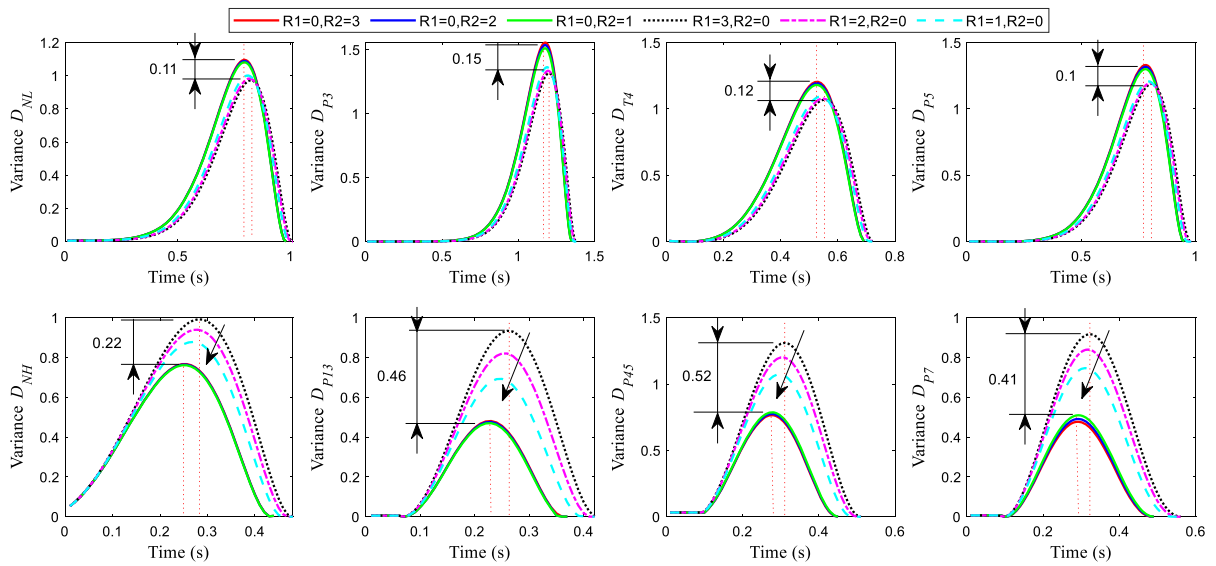 R1=0,R2=3 R1=0,R2=2 R1=0,R2=1 R1=3,R2=0 R1=2,R2=0 R1=1,R2=0
Variance D_NL
1.2
1
0.8
0.6
0.4
0.2
0
0.11
0 0.5 1
Time (s)
Variance D_P3
1.5
1
0.5
0
0.15
0 0.5 1 1.5
Time (s)
Variance D_T4
1.5
1
0.5
0
0.12
0 0.2 0.4 0.6 0.8
Time (s)
Variance D_P5
1.5
1
0.5
0
0.1
0 0.5 1
Time (s)
Variance D_NH
1
0.8
0.6
0.4
0.2
0
0.22
0 0.1 0.2 0.3 0.4
Time (s)
Variance D_P13
1
0.8
0.6
0.4
0.2
0
0.46
0 0.1 0.2 0.3 0.4
Time (s)
Variance D_P45
1.5
1
0.5
0
0.52
0 0.2 0.4 0.6
Time (s)
Variance D_P7
1
0.8
0.6
0.4
0.2
0
0.41
0 0.2 0.4 0.6
Time (s)